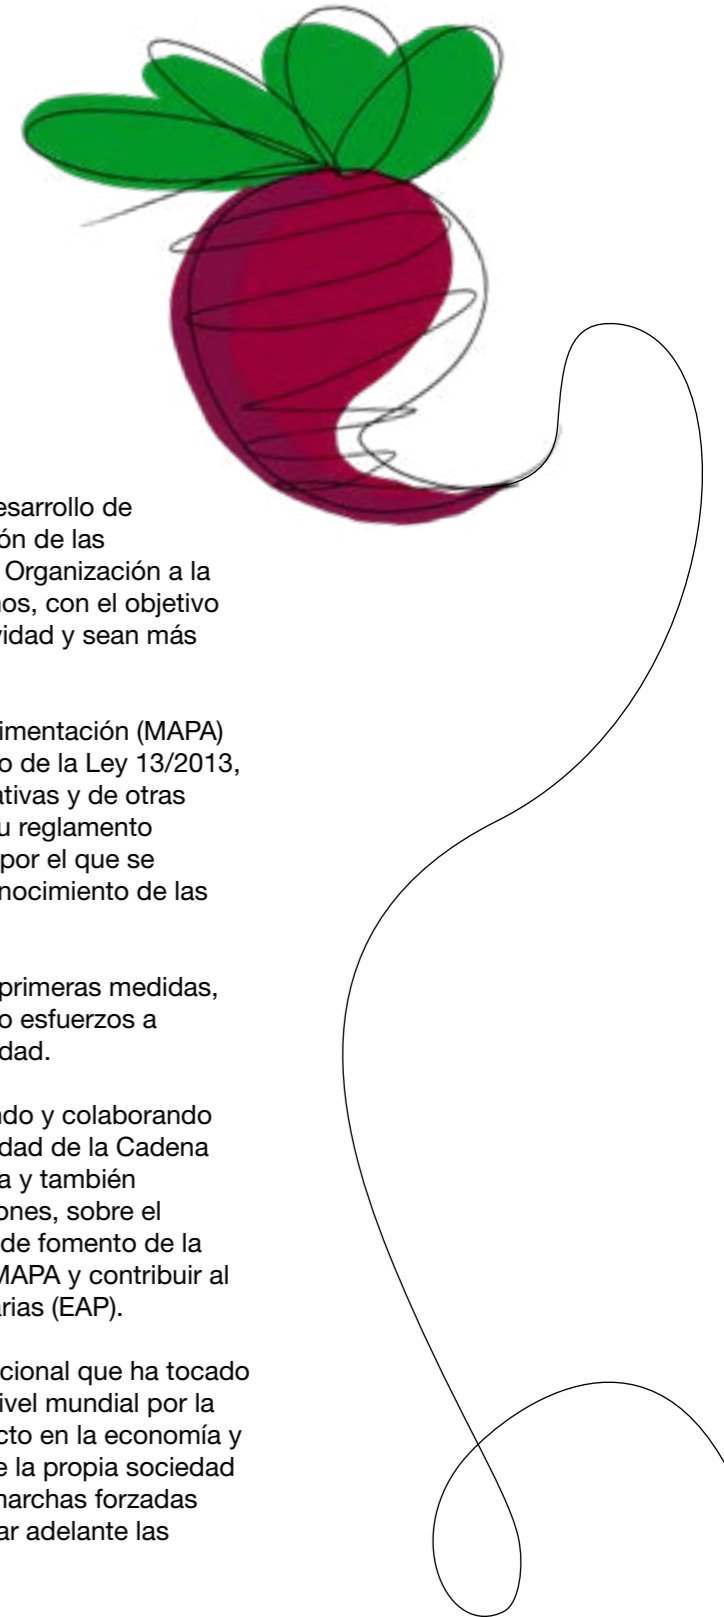 esarrollo de
ón de las
Organización a la
nos, con el objetivo
vidad y sean más
imentación (MAPA)
o de la Ley 13/2013,
ativas y de otras
u reglamento
por el que se
nocimiento de las
primeras medidas,
o esfuerzos a
dad.
ndo y colaborando
dad de la Cadena
a y también
ones, sobre el
de fomento de la
MAPA y contribuir al
arias (EAP).
cional que ha tocado
ivel mundial por la
cto en la economía y
e la propia sociedad
marchas forzadas
ar adelante las